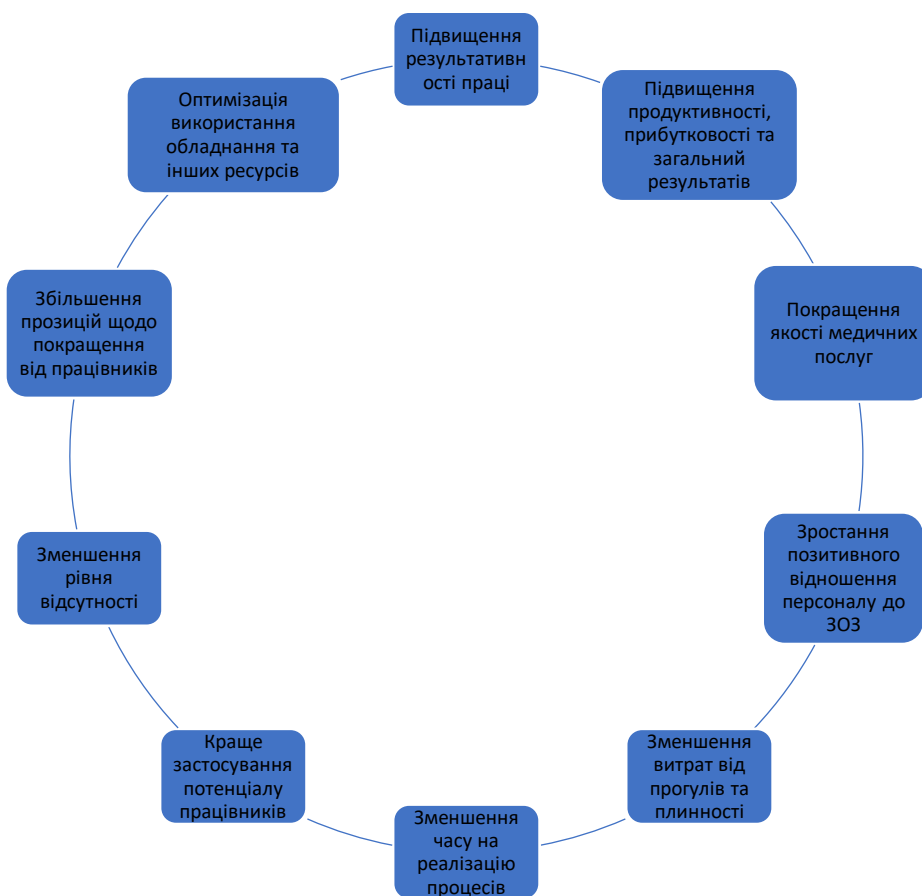 Підвищення
результативн
ості праці
Підвищення
продуктивності,
прибутковості та
загальний
результатів
Покращення
якості медичних
послуг
Зростання
позитивного
відношення
персоналу до
ЗОЗ
Зменшення
витрат від
прогулів та
плинності
Зменшення
часу на
реалізацію
процесів
Краще
застосування
потенціалу
працівників
Зменшення
рівня
відсутності
Збільшення
прозицій щодо
покращення
від працівників
Оптимізація
використання
обладнання та
інших ресурсів